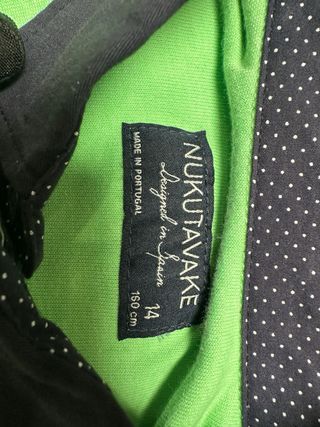 NUKUTAVAKE
Designed in Spain
MADE IN PORTUGAL
14
160 cm